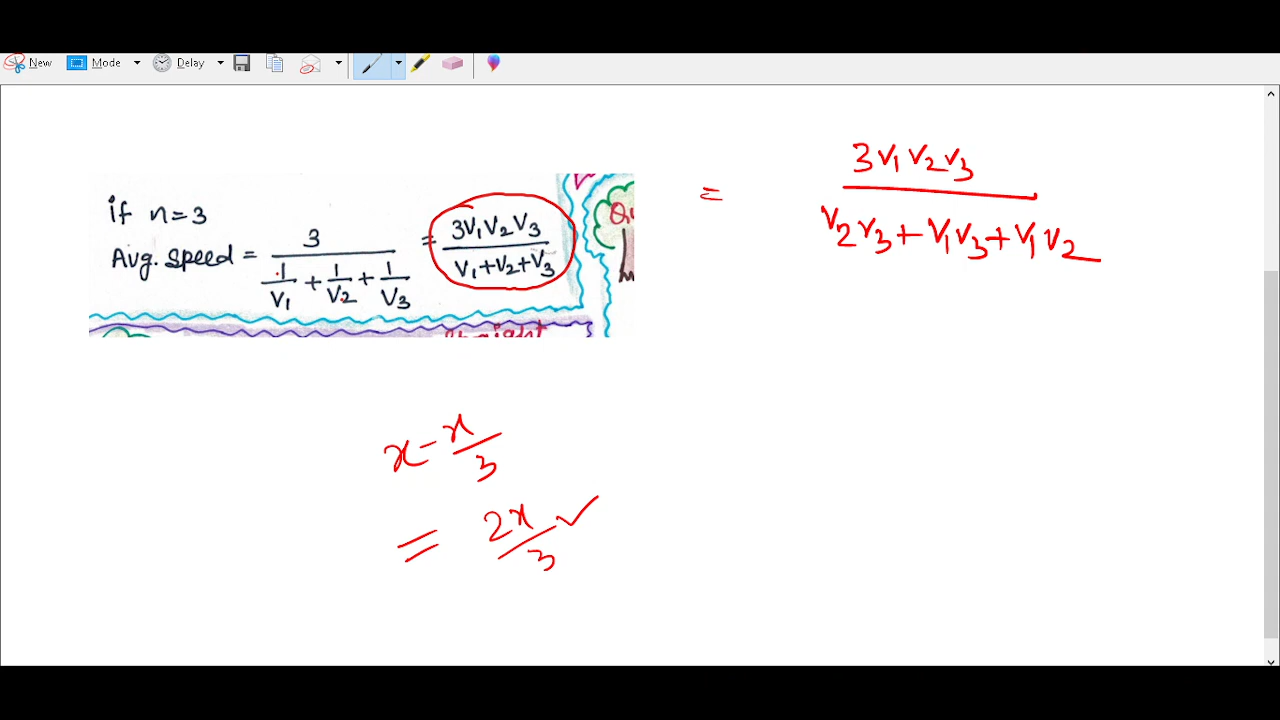 New Mode Delay
if n=3
Avg. speed = 3 / (1/V1 + 1/V2 + 1/V3) = 3V1V2V3 / (V1+V2+V3)
= 3V1V2V3 / (V2V3+V1V3+V1V2)
x - x/3
= 2x/3 ✓